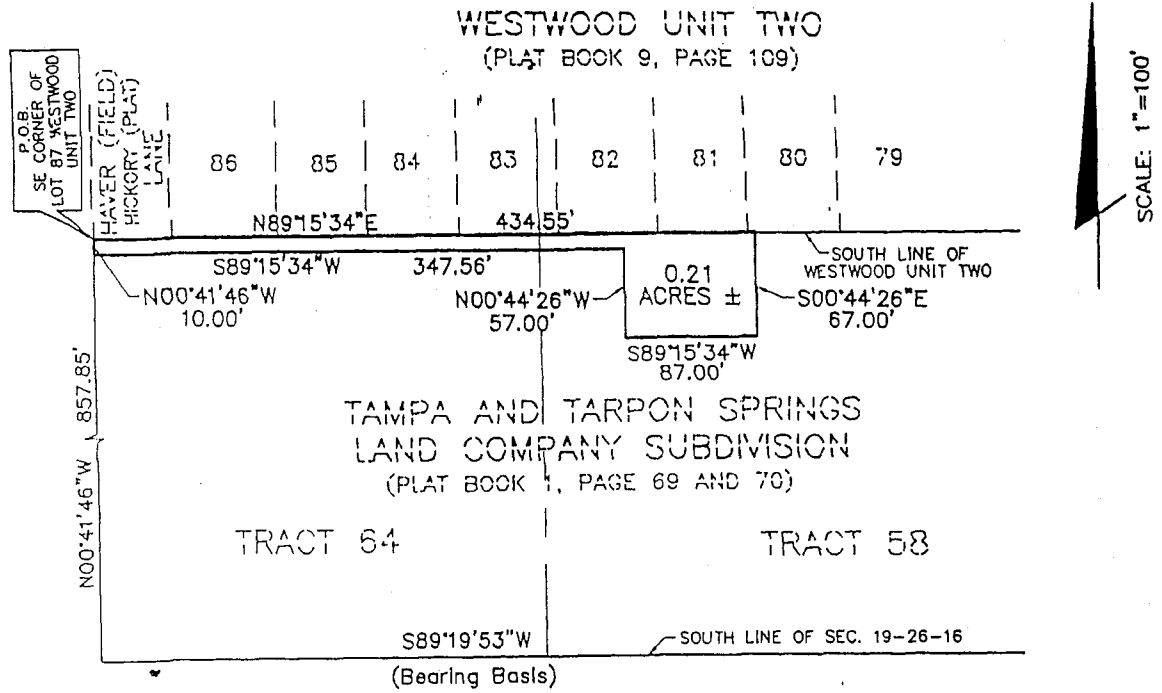 WESTWOOD UNIT TWO
(PLAT BOOK 9, PAGE 109)
P.O.B.
SE CORNER OF
LOT 87 WESTWOOD
UNIT TWO
HAVER (FIELD)
HICKORY (PLAT)
LANE
86
85
84
83
82
81
80
79
SCALE: 1"=100'
N89°15'34"E
434.55'
SOUTH LINE OF
WESTWOOD UNIT TWO
S89°15'34"W
347.56'
N00°41'46"W
10.00'
N00°44'26"W
57.00'
0.21
ACRES ±
S00°44'26"E
67.00'
S89°15'34"W
87.00'
N00°41'46"W
857.85'
TAMPA AND TARPON SPRINGS
LAND COMPANY SUBDIVISION
(PLAT BOOK 1, PAGE 69 AND 70)
TRACT 64
TRACT 58
S89°19'53"W
SOUTH LINE OF SEC. 19-26-16
(Bearing Basis)